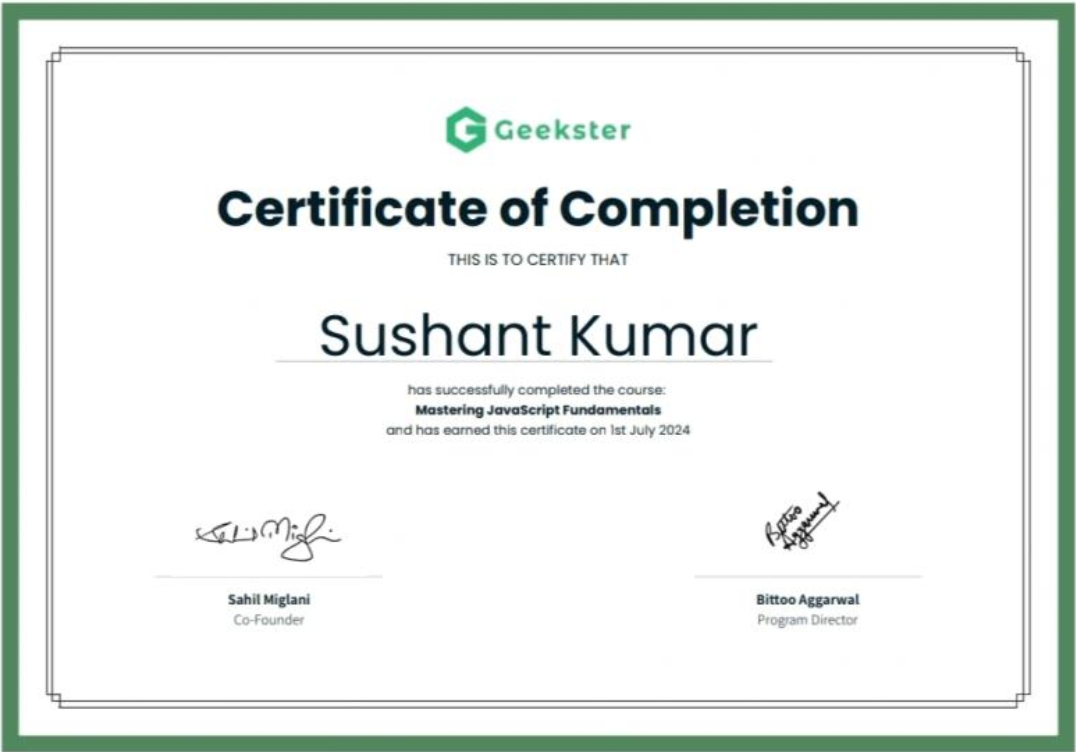 Geekster
Certificate of Completion
THIS IS TO CERTIFY THAT
Sushant Kumar
has successfully completed the course:
Mastering JavaScript Fundamentals
and has earned this certificate on 1st July 2024
Sahil Miglani
Bittoo Aggarwal
Sahil Miglani
Co-Founder
Bittoo Aggarwal
Program Director